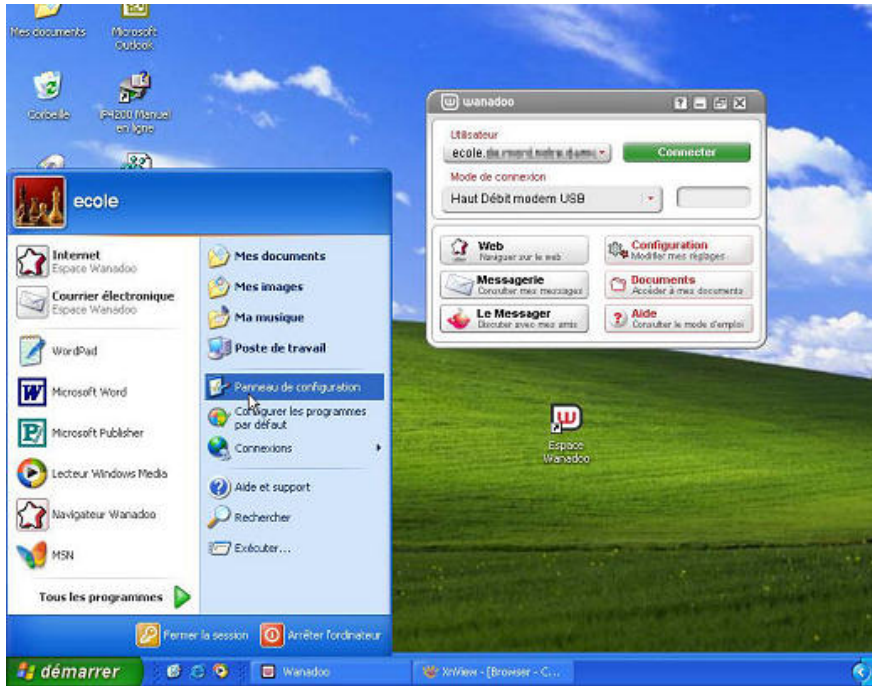 Mes documents
Microsoft
Outlook
Corbeille
iP4200 Manuel
en ligne
ecole
Internet
Espace Wanadoo
Courrier électronique
Espace Wanadoo
WordPad
Microsoft Word
Microsoft Publisher
Lecteur Windows Media
Navigateur Wanadoo
MSN
Tous les programmes
Mes documents
Mes images
Ma musique
Poste de travail
Panneau de configuration
Configurer les programmes
par défaut
Connexions
Aide et support
Rechercher
Exécuter...
Fermer la session
Arrêter l'ordinateur
wanadoo
Utilisateur
ecole.
Connecter
Mode de connexion
Haut Débit modem USB
Web
Naviguer sur le web
Configuration
Modifier mes réglages
Messagerie
Consulter mes messages
Documents
Accéder à mes documents
Le Messager
Discuter avec mes amis
Aide
Consulter le mode d'emploi
Espace
Wanadoo
démarrer
Wanadoo
XnView - [Browser - C...